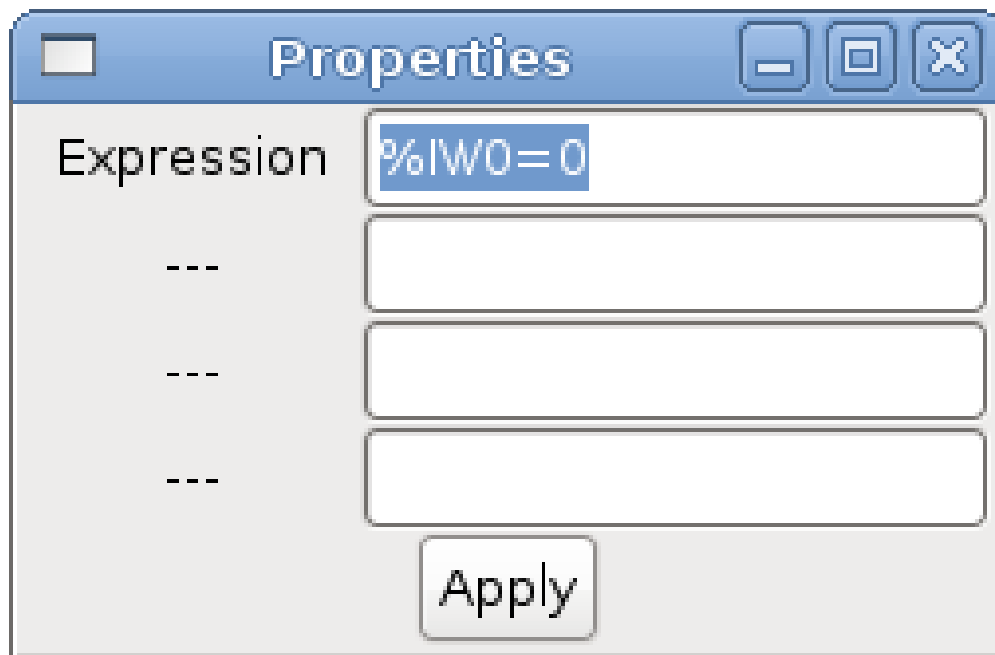 Properties
Expression %IW0=0
---
---
---
Apply